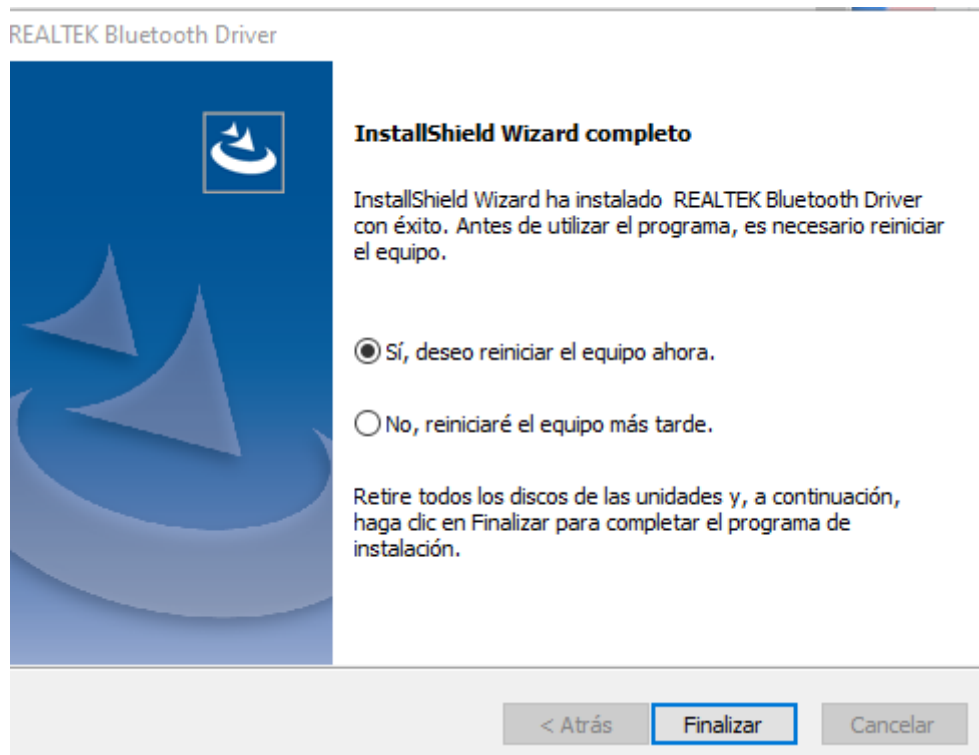 REALTEK Bluetooth Driver
InstallShield Wizard completo
InstallShield Wizard ha instalado REALTEK Bluetooth Driver
con éxito. Antes de utilizar el programa, es necesario reiniciar
el equipo.
Sí, deseo reiniciar el equipo ahora.
No, reiniciaré el equipo más tarde.
Retire todos los discos de las unidades y, a continuación,
haga clic en Finalizar para completar el programa de
instalación.
< Atrás Finalizar Cancelar